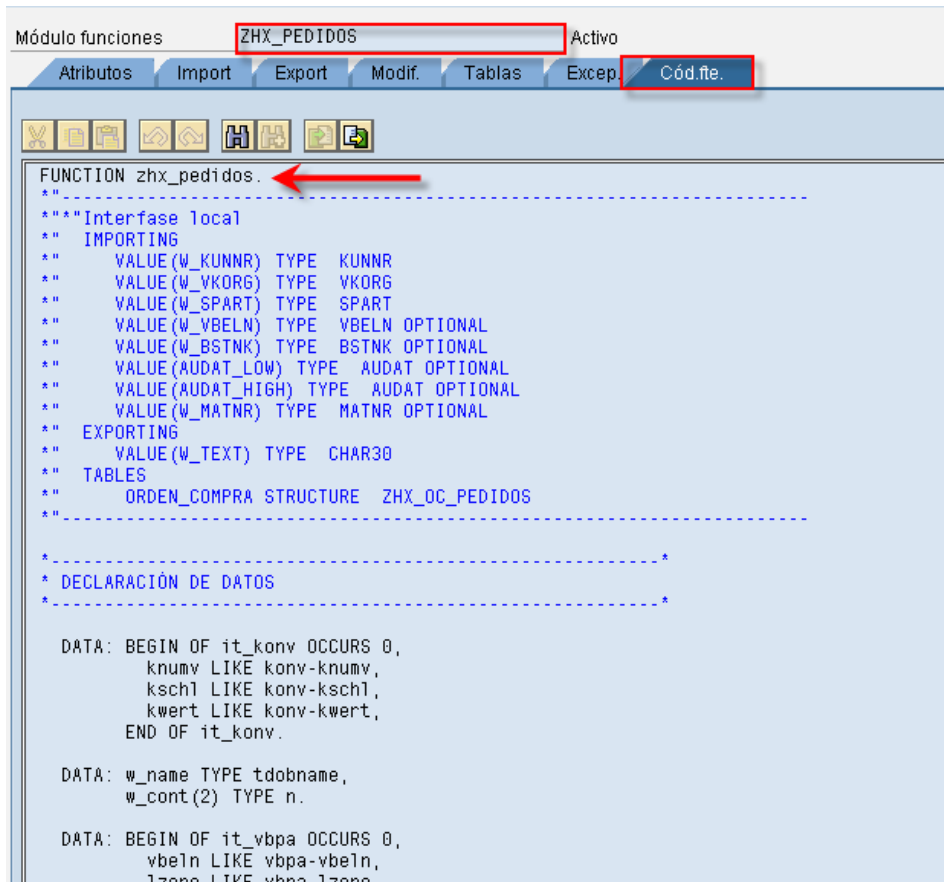 Módulo funciones ZHX_PEDIDOS Activo
Atributos Import Export Modif. Tablas Excep. Cód.fte.
FUNCTION zhx_pedidos.
*"----------------------------------------------------------------------
*"*"Interfase local
*"  IMPORTING
*"     VALUE(W_KUNNR) TYPE  KUNNR
*"     VALUE(W_VKORG) TYPE  VKORG
*"     VALUE(W_SPART) TYPE  SPART
*"     VALUE(W_VBELN) TYPE  VBELN OPTIONAL
*"     VALUE(W_BSTNK) TYPE  BSTNK OPTIONAL
*"     VALUE(AUDAT_LOW) TYPE  AUDAT OPTIONAL
*"     VALUE(AUDAT_HIGH) TYPE  AUDAT OPTIONAL
*"     VALUE(W_MATNR) TYPE  MATNR OPTIONAL
*"  EXPORTING
*"     VALUE(W_TEXT) TYPE  CHAR30
*"  TABLES
*"      ORDEN_COMPRA STRUCTURE  ZHX_OC_PEDIDOS
*"----------------------------------------------------------------------
*---------------------------------------------------------*
* DECLARACIÓN DE DATOS
*---------------------------------------------------------*
DATA: BEGIN OF it_konv OCCURS 0,
knumv LIKE konv-knumv,
kschl LIKE konv-kschl,
kwert LIKE konv-kwert,
END OF it_konv.
DATA: w_name TYPE tdobname,
w_cont(2) TYPE n.
DATA: BEGIN OF it_vbpa OCCURS 0,
vbeln LIKE vbpa-vbeln,
lzone LIKE vbpa-lzone,